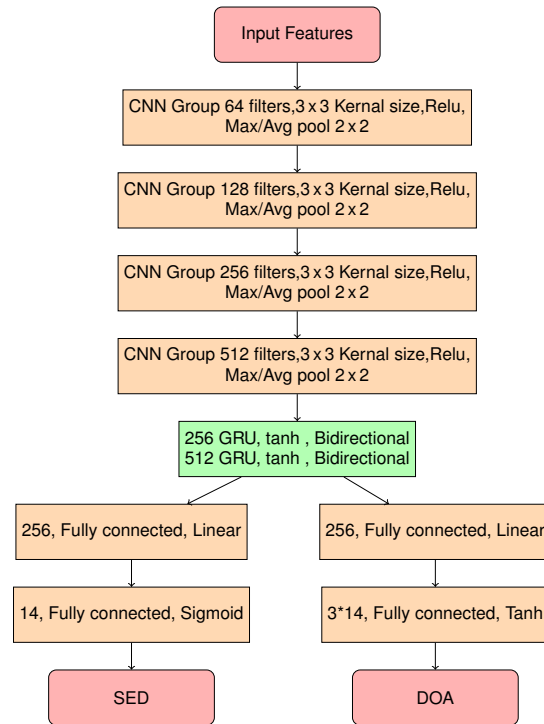 Input Features
CNN Group 64 filters,3 x 3 Kernal size,Relu,
Max/Avg pool 2 x 2
CNN Group 128 filters,3 x 3 Kernal size,Relu,
Max/Avg pool 2 x 2
CNN Group 256 filters,3 x 3 Kernal size,Relu,
Max/Avg pool 2 x 2
CNN Group 512 filters,3 x 3 Kernal size,Relu,
Max/Avg pool 2 x 2
256 GRU, tanh , Bidirectional
512 GRU, tanh , Bidirectional
256, Fully connected, Linear
256, Fully connected, Linear
14, Fully connected, Sigmoid
3*14, Fully connected, Tanh
SED
DOA